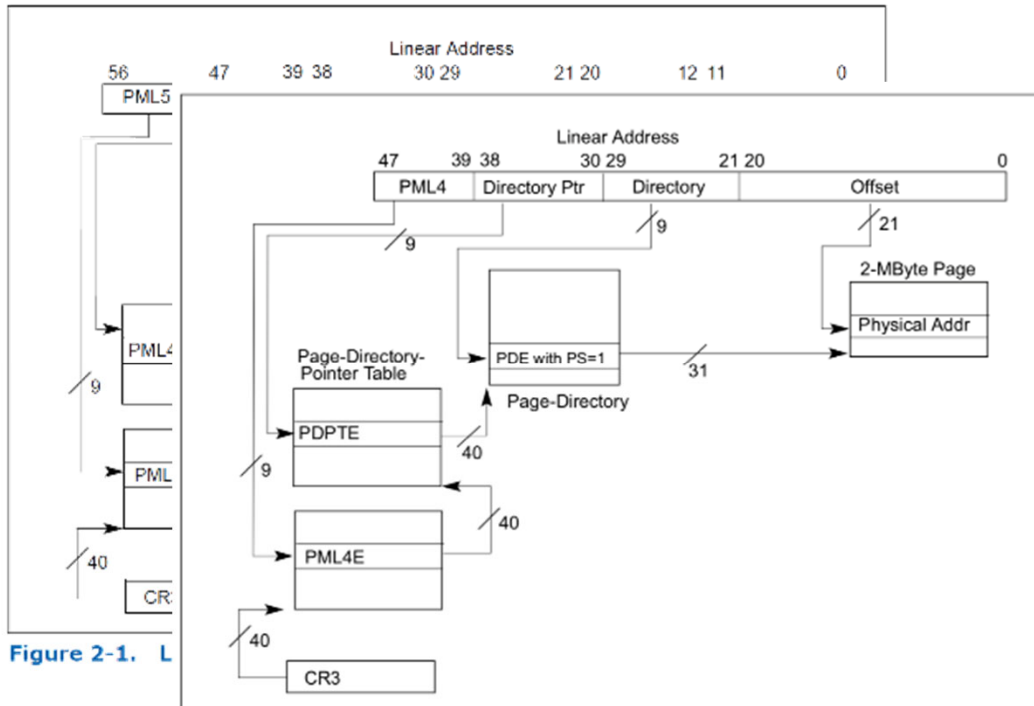 Linear Address
56 47 39 38 30 29 21 20 12 11 0
PML5
PML4
9
PML
40
CR3
Figure 2-1. L
Linear Address
47 39 38 30 29 21 20 0
PML4 Directory Ptr Directory Offset
9 9 21
2-MByte Page
Physical Addr
PDE with PS=1
31
Page-Directory
Page-Directory-
Pointer Table
PDPTE
40
9
40
PML4E
40
CR3